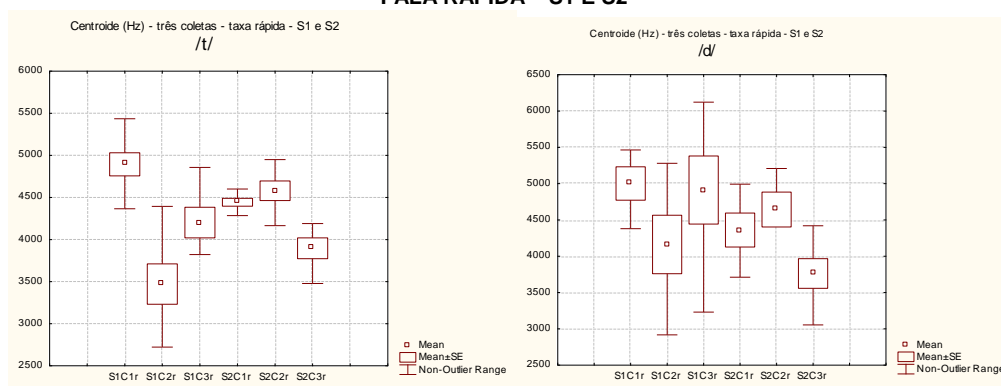 FALA RÁPIDA – S1 E S2
Centroide (Hz) - três coletas - taxa rápida - S1 e S2
/t/
6000
5500
5000
4500
4000
3500
3000
2500
S1C1r S1C2r S1C3r S2C1r S2C2r S2C3r
Mean
Mean±SE
Non-Outlier Range
Centroide (Hz) - três coletas - taxa rápida - S1 e S2
/d/
6500
6000
5500
5000
4500
4000
3500
3000
2500
S1C1r S1C2r S1C3r S2C1r S2C2r S2C3r
Mean
Mean±SE
Non-Outlier Range